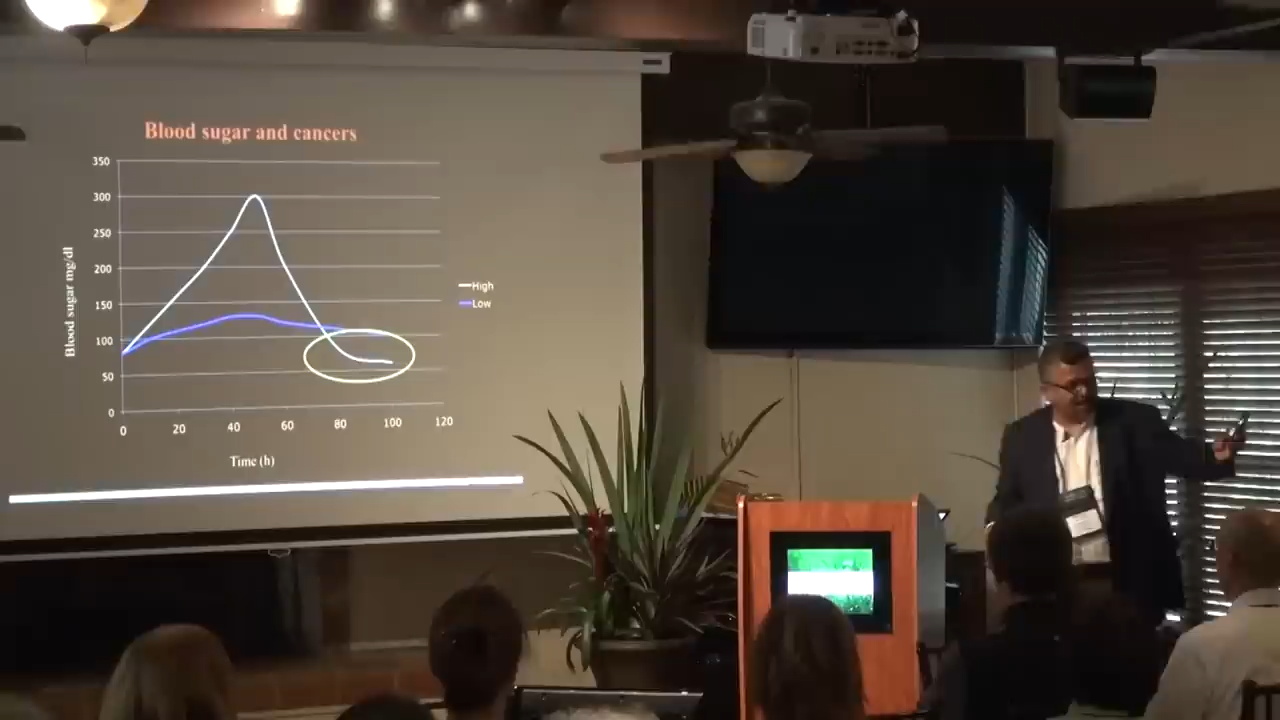 Blood sugar and cancers
350
300
250
200
150
100
50
0
Blood sugar mg/dl
0 20 40 60 80 100 120
Time (h)
High
Low